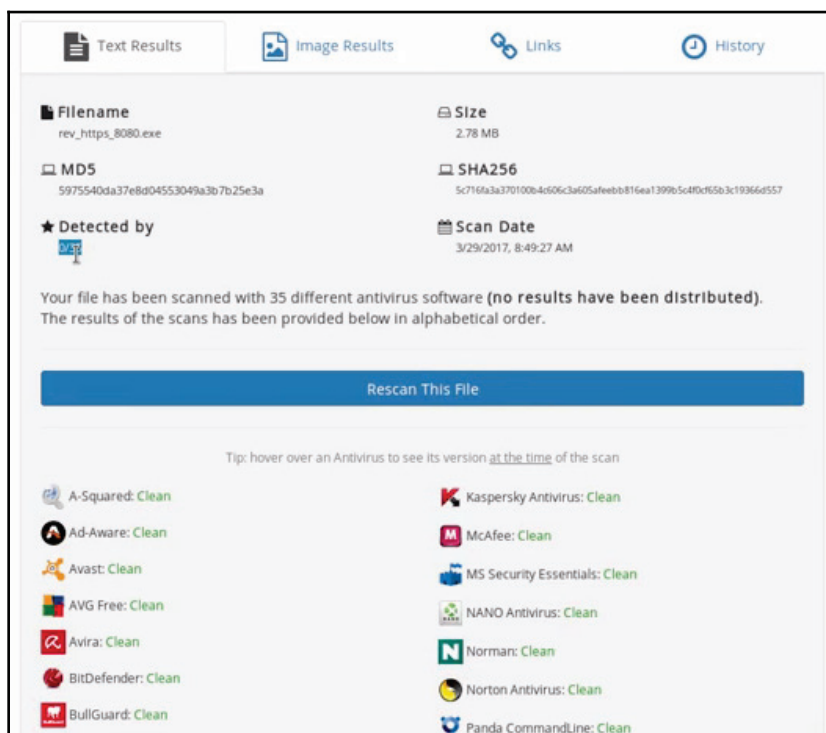 Text Results
Image Results
Links
History
Filename
rev_https_8080.exe
Size
2.78 MB
MD5
5975540da37e8d04553049a3b7b25e3a
SHA256
5c716fa3a370100b4c606c3a605afeebb816ea1399b5c4f0cf65b3c19366d557
Detected by
Scan Date
3/29/2017, 8:49:27 AM
Your file has been scanned with 35 different antivirus software (no results have been distributed).
The results of the scans has been provided below in alphabetical order.
Rescan This File
Tip: hover over an Antivirus to see its version at the time of the scan
A-Squared: Clean
Kaspersky Antivirus: Clean
Ad-Aware: Clean
McAfee: Clean
Avast: Clean
MS Security Essentials: Clean
AVG Free: Clean
NANO Antivirus: Clean
Avira: Clean
Norman: Clean
BitDefender: Clean
Norton Antivirus: Clean
BullGuard: Clean
Panda CommandLine: Clean